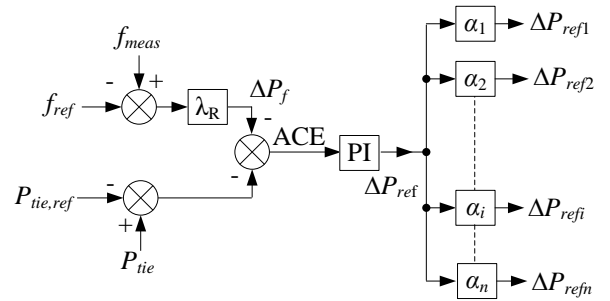 f_meas
- +
f_ref
λ_R
ΔP_f
-
ACE
PI
ΔP_ref
-
P_tie,ref
-
+
P_tie
α_1
ΔP_ref1
α_2
ΔP_ref2
α_i
ΔP_refi
α_n
ΔP_refn